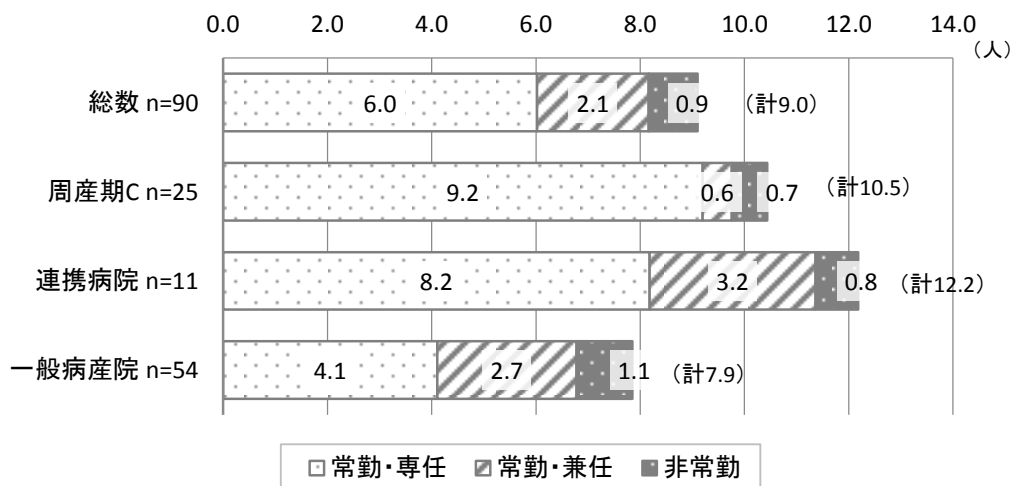 0.0 2.0 4.0 6.0 8.0 10.0 12.0 14.0
（人）
総数 n=90 6.0 2.1 0.9 （計9.0）
周産期C n=25 9.2 0.6 0.7 （計10.5）
連携病院 n=11 8.2 3.2 0.8 （計12.2）
一般病産院 n=54 4.1 2.7 1.1 （計7.9）
常勤・専任 常勤・兼任 非常勤